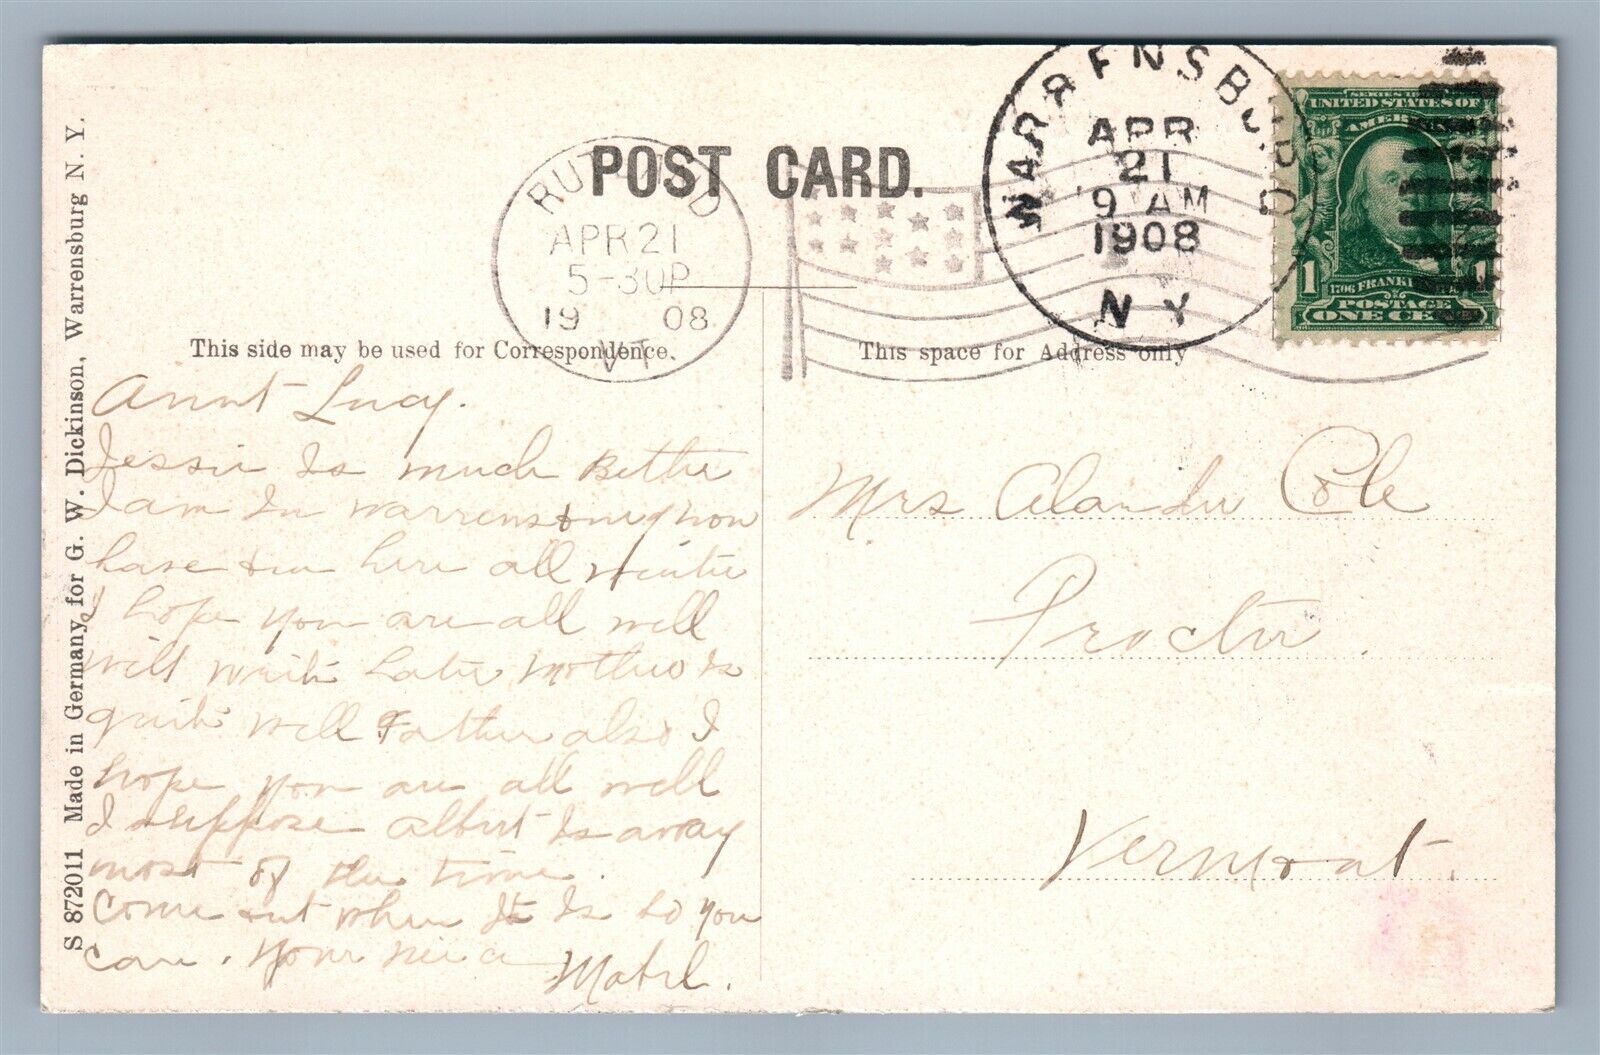 POST CARD.
RUTLAND
APR 21
5-30P
19 08
VT
WARRENSBURG
APR
21
9 AM
1908
N Y
UNITED STATES OF
AMERICA
1706 FRANKLIN
POSTAGE
1
ONE CENT
This side may be used for Correspondence.
This space for Address only
S 872011 Made in Germany, for G. W. Dickinson, Warrensburg N. Y.
Aunt Lucy.
Jessie Is much Better
I am In now
have here all winter
I hope you are all well
will write Later Mother is
quite well Father also I
hope you are all well
I suppose Albert Is away
most of the time.
Come out when It Is so you
can. Your niece
Mabel.
Mrs Cole
Proctor.
Vermont.